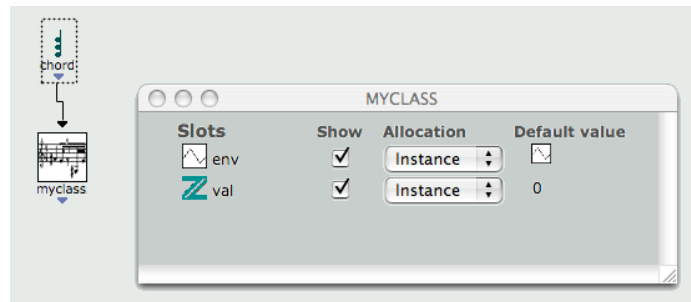 chord
myclass
MYCLASS
Slots Show Allocation Default value
env Instance
val Instance 0